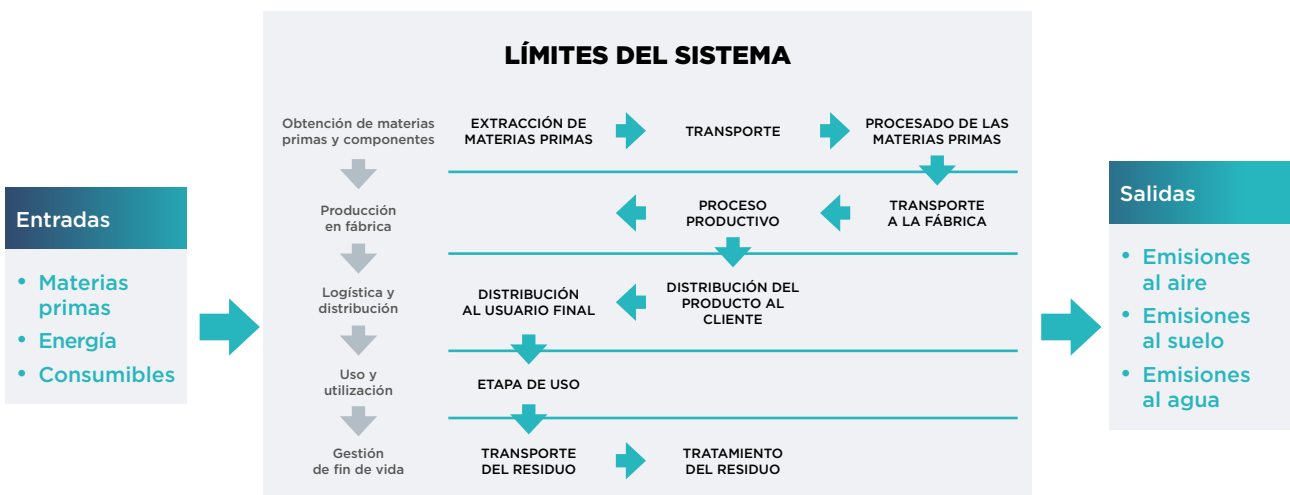 LÍMITES DEL SISTEMA
Entradas
• Materias
primas
• Energía
• Consumibles
Obtención de materias
primas y componentes
EXTRACCIÓN DE
MATERIAS PRIMAS
TRANSPORTE
PROCESADO DE LAS
MATERIAS PRIMAS
Producción
en fábrica
PROCESO
PRODUCTIVO
TRANSPORTE
A LA FÁBRICA
Logística y
distribución
DISTRIBUCIÓN
AL USUARIO FINAL
DISTRIBUCIÓN DEL
PRODUCTO AL
CLIENTE
Uso y
utilización
ETAPA DE USO
Gestión
de fin de vida
TRANSPORTE
DEL RESIDUO
TRATAMIENTO
DEL RESIDUO
Salidas
• Emisiones
al aire
• Emisiones
al suelo
• Emisiones
al agua